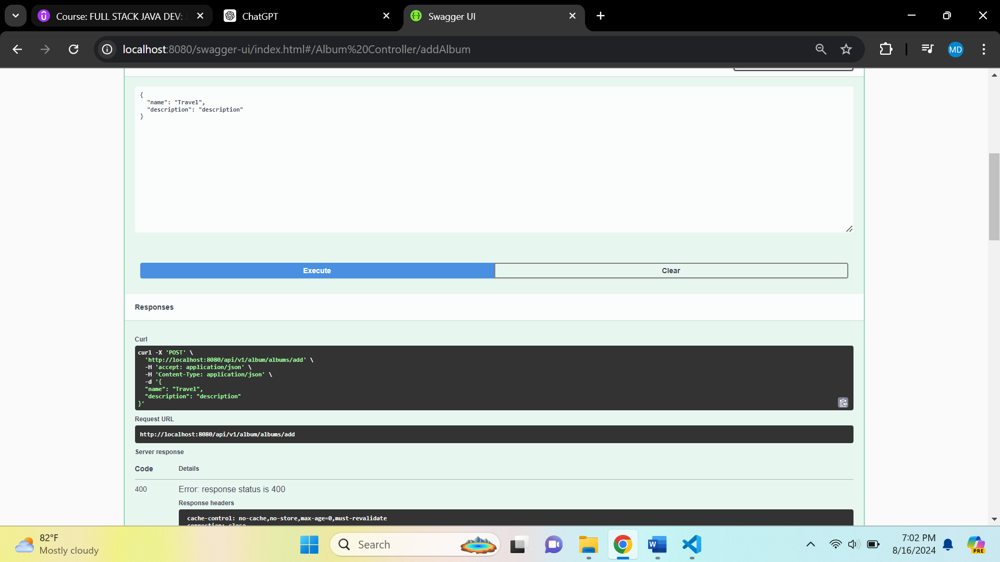 Course: FULL STACK JAVA DEV:
ChatGPT
Swagger UI
localhost:8080/swagger-ui/index.html#/Album%20Controller/addAlbum
MD
{
"name": "Travel",
"description": "description"
}
Execute
Clear
Responses
Curl
curl -X 'POST' \
'http://localhost:8080/api/v1/album/albums/add' \
-H 'accept: application/json' \
-H 'Content-Type: application/json' \
-d '{
"name": "Travel",
"description": "description"
}'
Request URL
http://localhost:8080/api/v1/album/albums/add
Server response
Code
Details
400
Error: response status is 400
Response headers
cache-control: no-cache,no-store,max-age=0,must-revalidate
connection: close
82°F
Mostly cloudy
Search
7:02 PM
8/16/2024
PRE